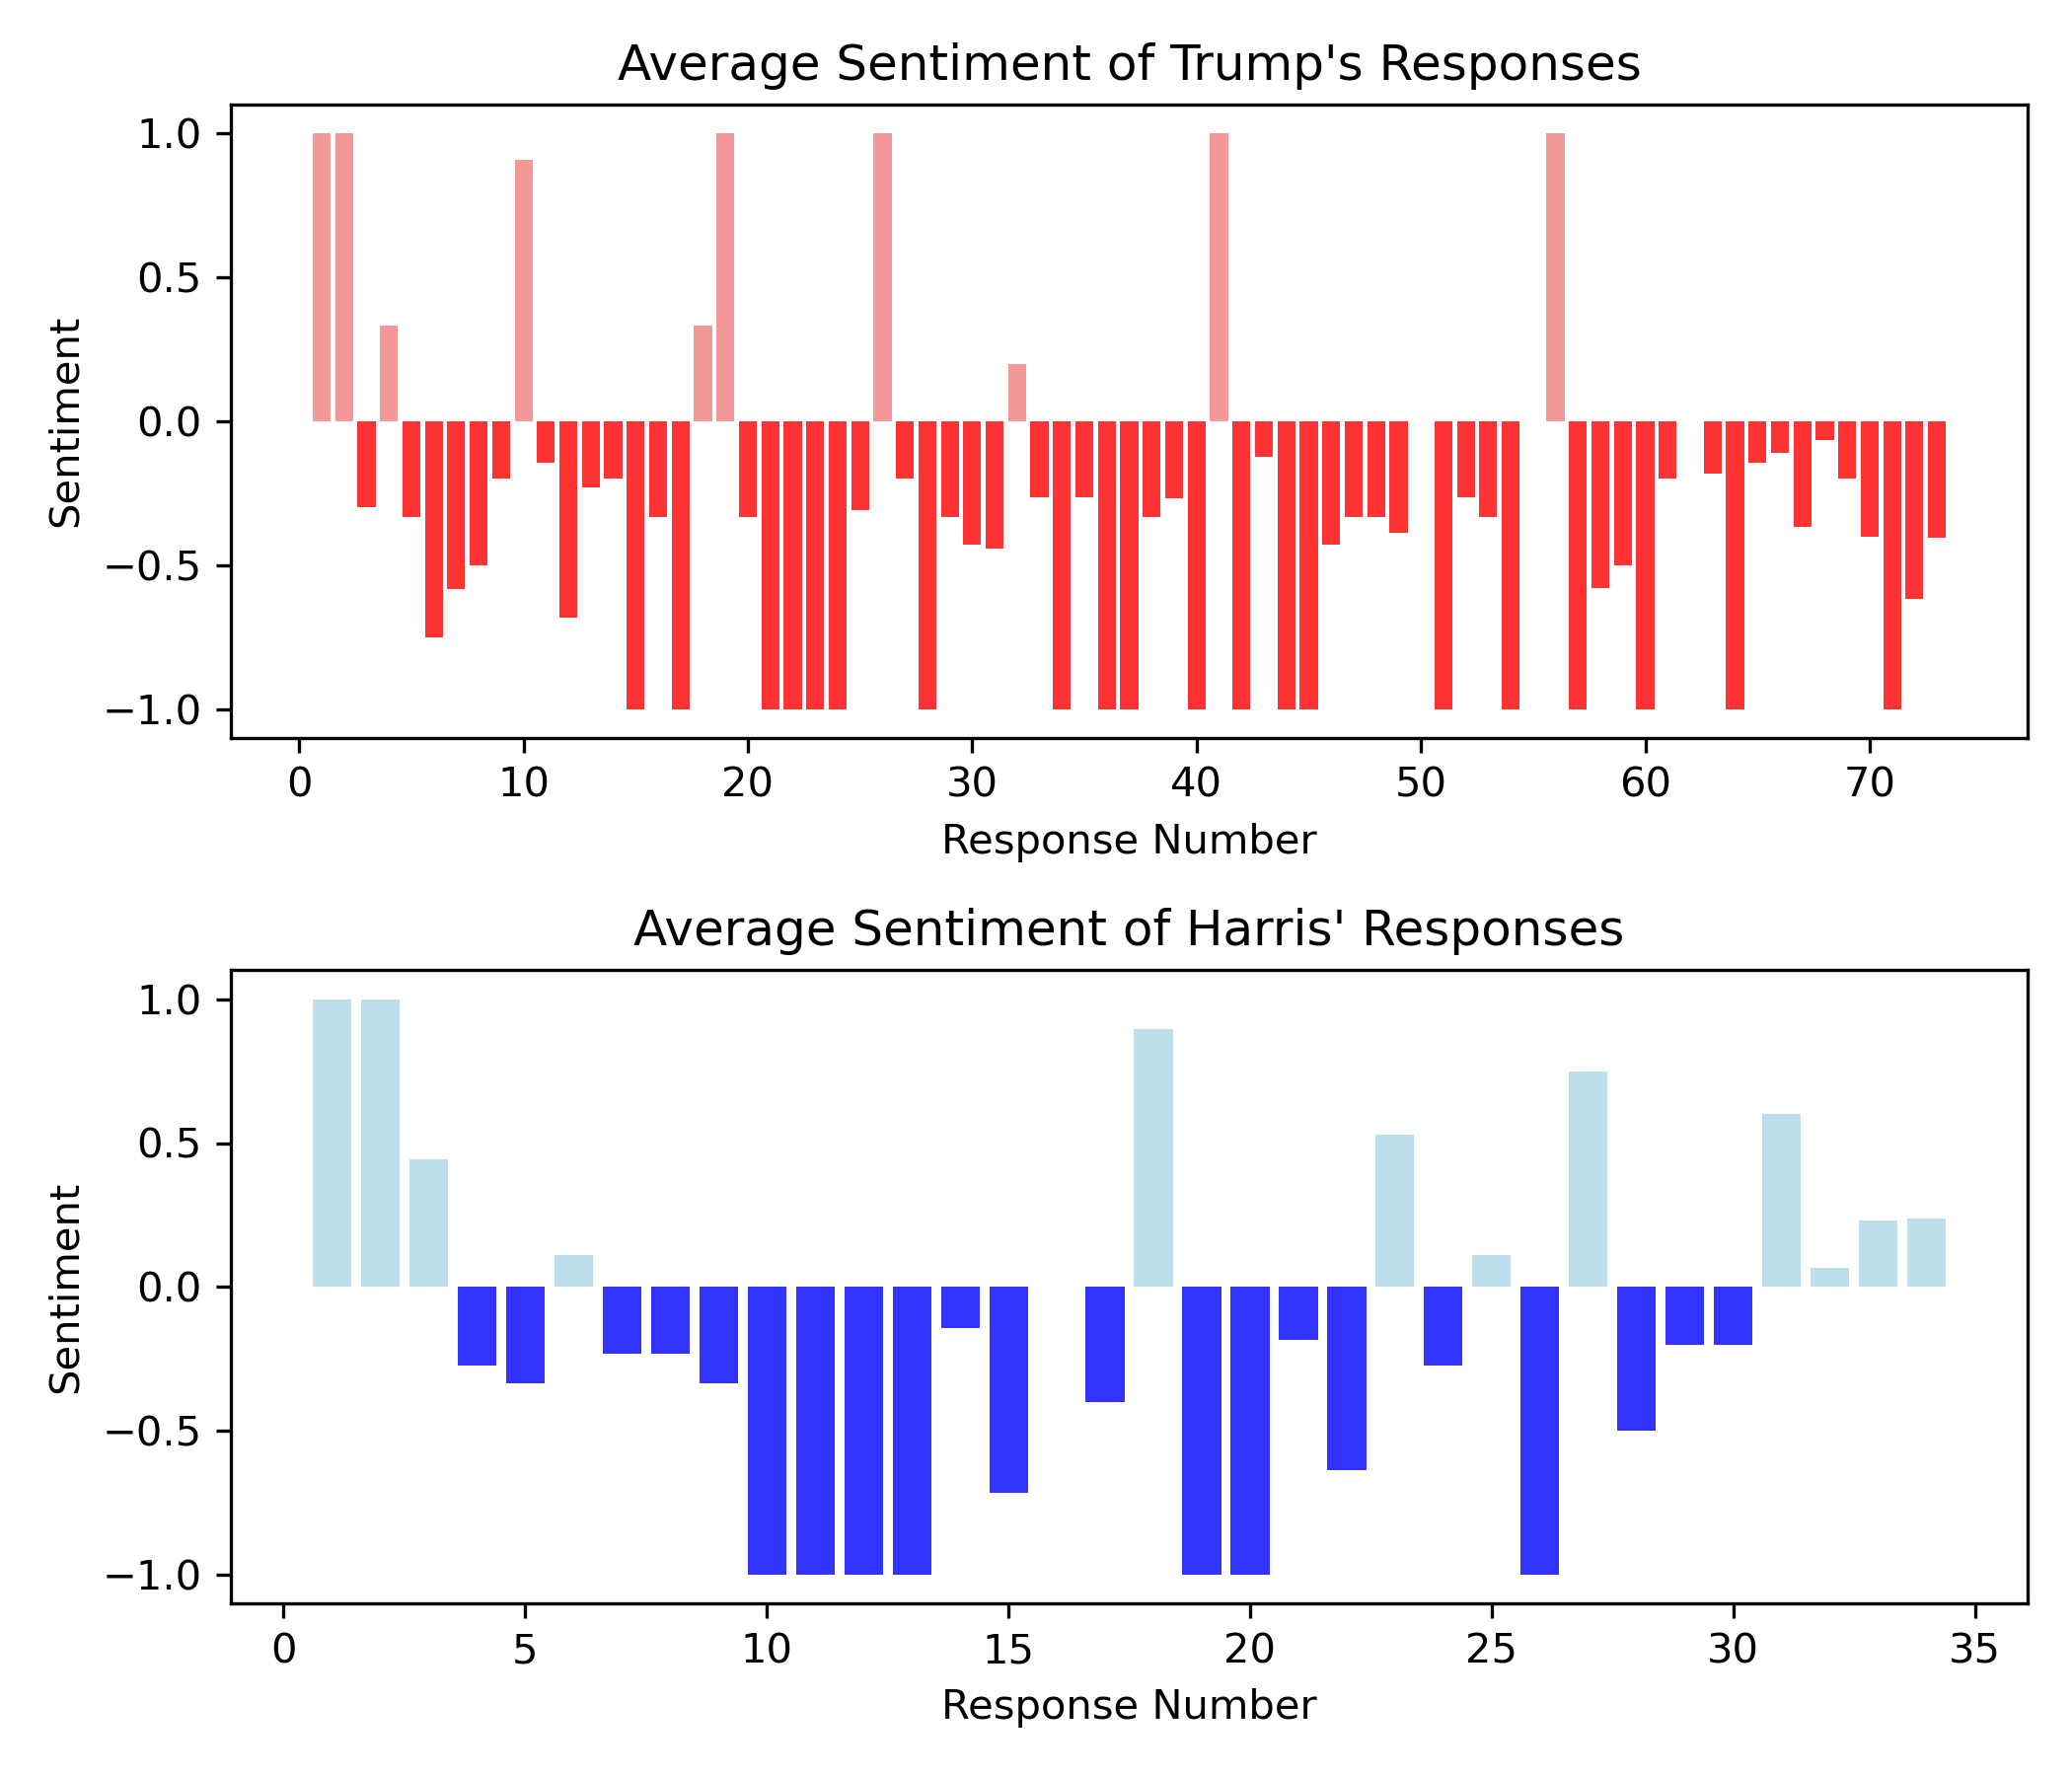 Average Sentiment of Trump's Responses
1.0
0.5
0.0
−0.5
−1.0
Sentiment
0 10 20 30 40 50 60 70
Response Number
Average Sentiment of Harris' Responses
1.0
0.5
0.0
−0.5
−1.0
Sentiment
0 5 10 15 20 25 30 35
Response Number